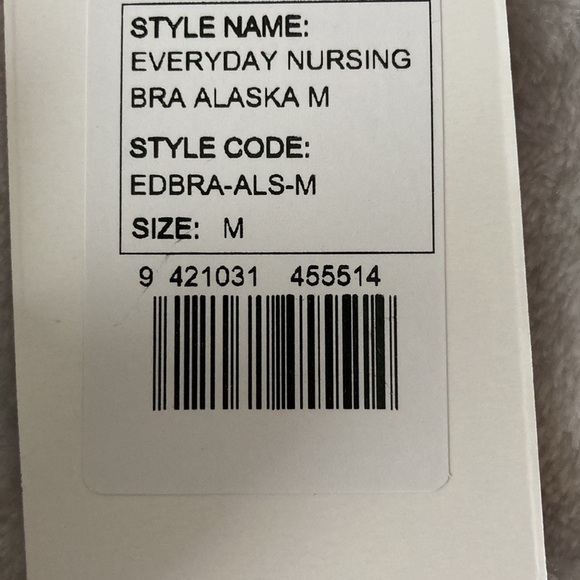 STYLE NAME:
EVERYDAY NURSING
BRA ALASKA M
STYLE CODE:
EDBRA-ALS-M
SIZE: M
9 421031 455514